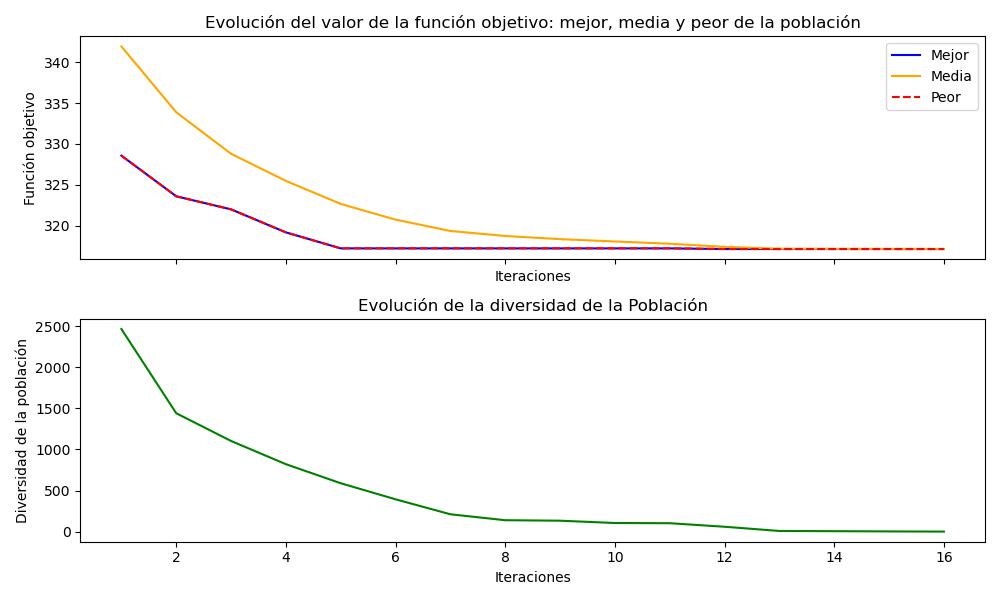 Evolución del valor de la función objetivo: mejor, media y peor de la población
Función objetivo
340
335
330
325
320
Mejor
Media
Peor
Iteraciones
Evolución de la diversidad de la Población
Diversidad de la población
2500
2000
1500
1000
500
0
2 4 6 8 10 12 14 16
Iteraciones